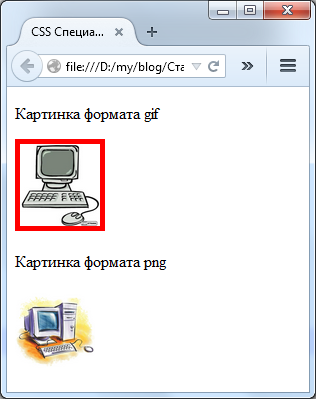 CSS Специа...
file:///D:/my/blog/Ста
Картинка формата gif
Картинка формата png